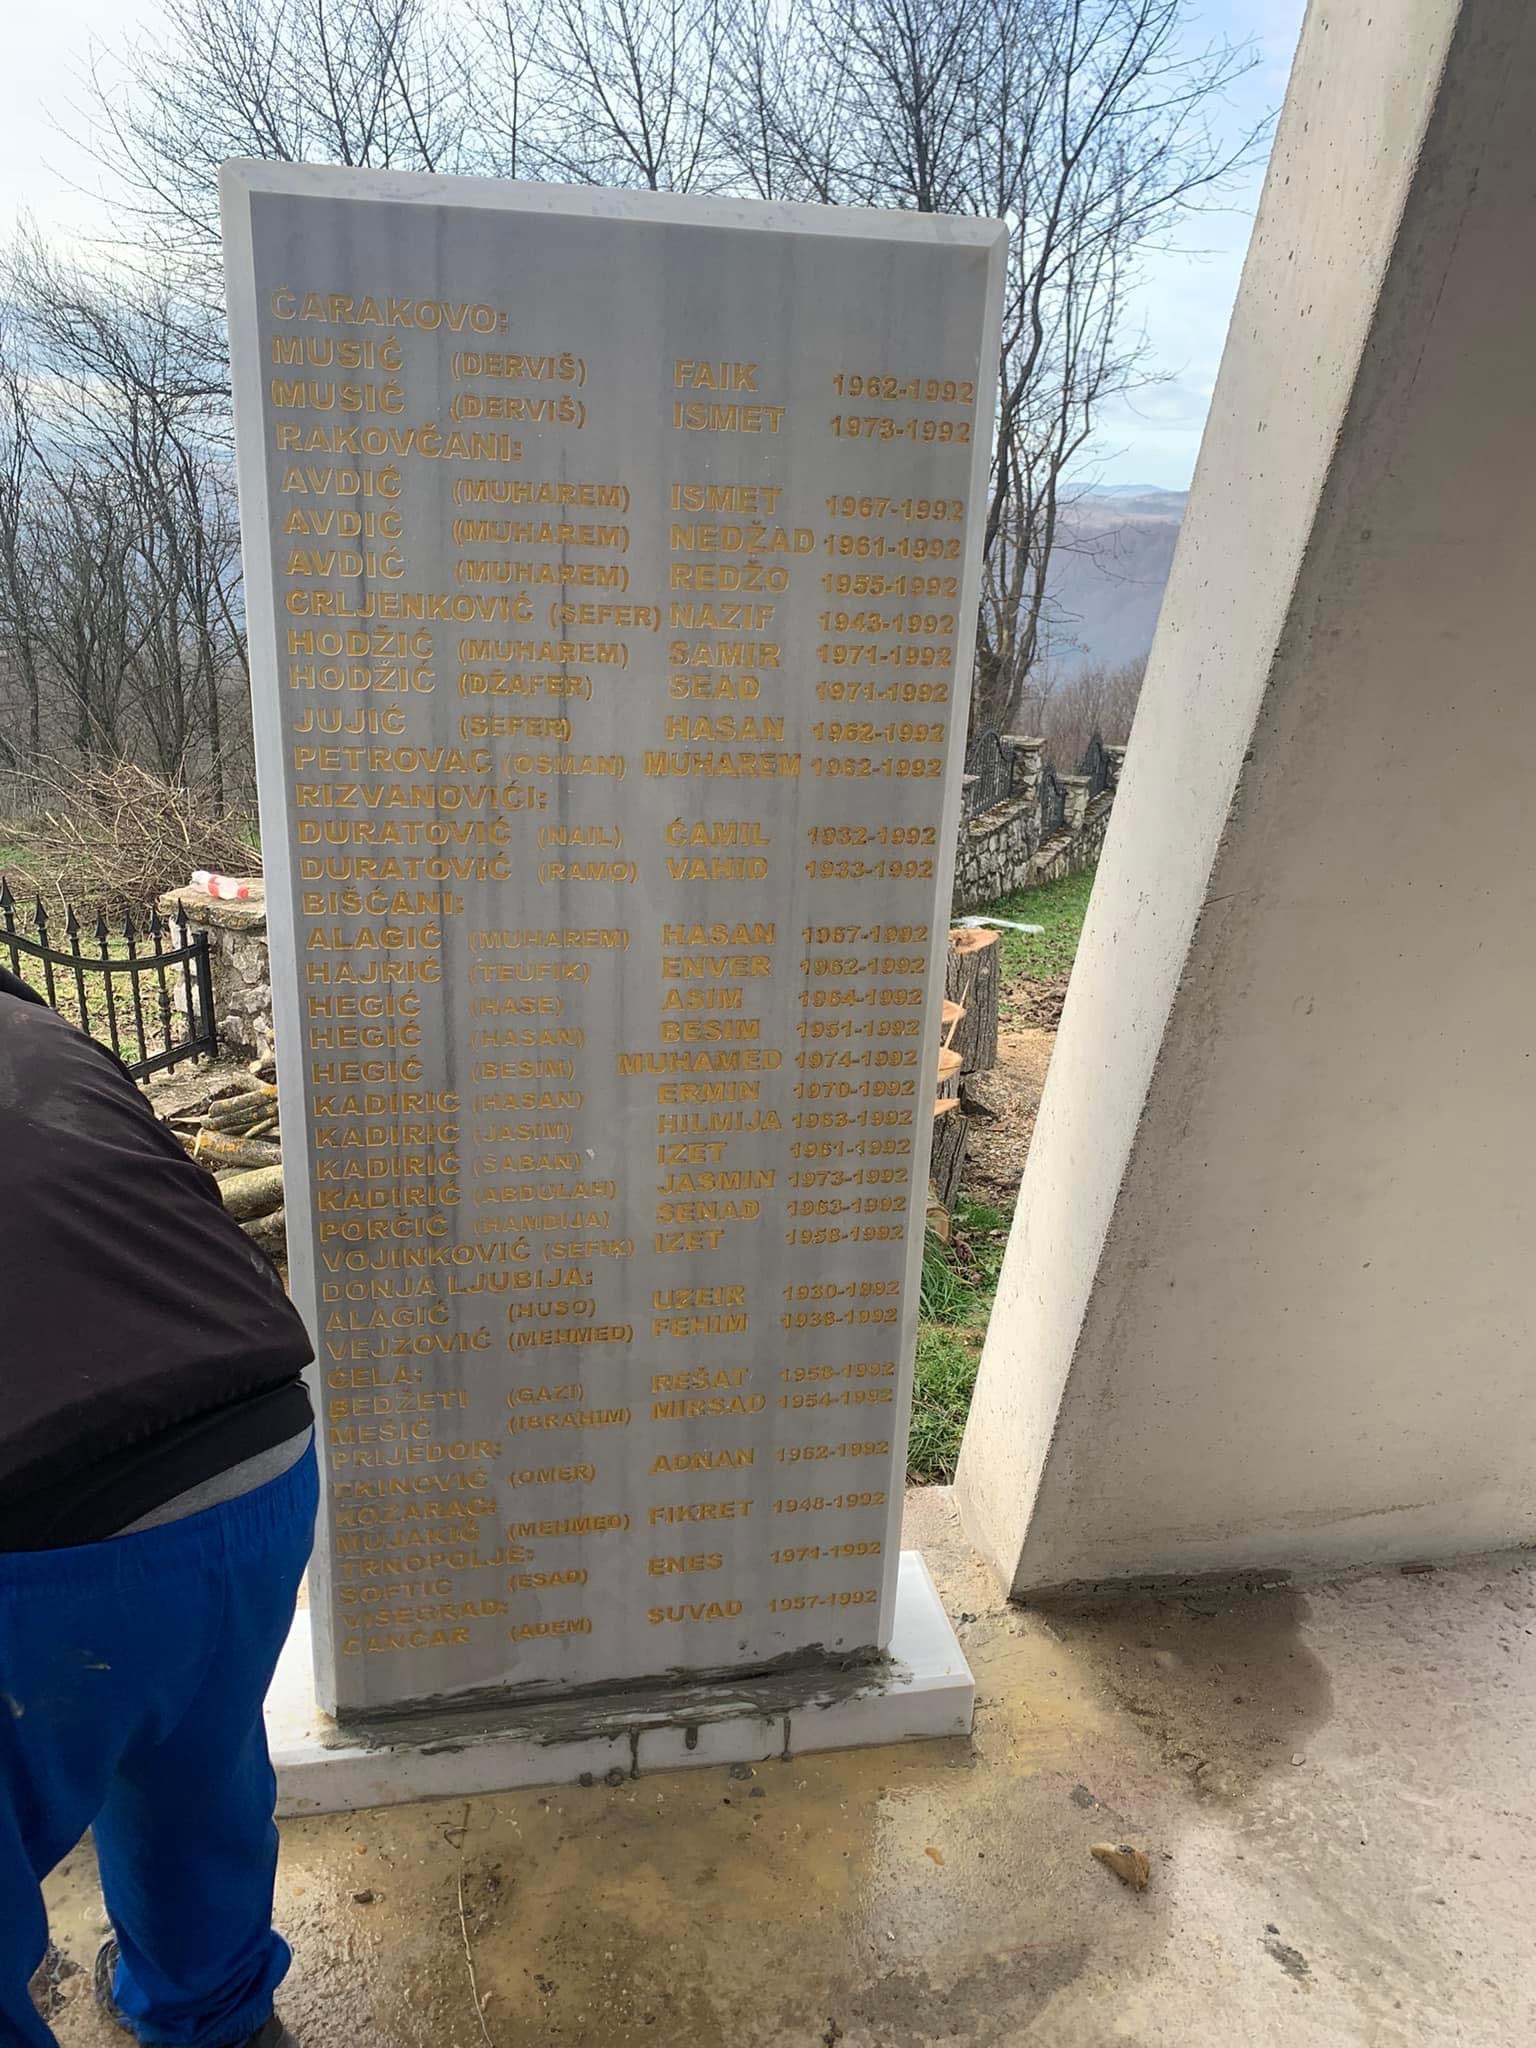 ČARAKOVO:
MUSIĆ (DERVIŠ) FAIK 1962-1992
MUSIĆ (DERVIŠ) ISMET 1973-1992
RAKOVČANI:
AVDIĆ (MUHAREM) ISMET 1967-1992
AVDIĆ (MUHAREM) NEDŽAD 1961-1992
AVDIĆ (MUHAREM) REDŽO 1955-1992
CRLJENKOVIĆ (SEFER) NAZIF 1943-1992
HODŽIĆ (MUHAREM) SAMIR 1971-1992
HODŽIĆ (DŽAFER) SEAD 1971-1992
JUJIĆ (SEFER) HASAN 1962-1992
PETROVAC (OSMAN) MUHAREM 1962-1992
RIZVANOVIĆI:
DURATOVIĆ (NAIL) ĆAMIL 1932-1992
DURATOVIĆ (RAMO) VAHID 1933-1992
BIŠĆANI:
ALAGIĆ (MUHAREM) HASAN 1967-1992
HAJRIĆ (TEUFIK) ENVER 1962-1992
HEGIĆ (HASE) ASIM 1964-1992
HEGIĆ (HASAN) BESIM 1951-1992
HEGIĆ (BESIM) MUHAMED 1974-1992
KADIRIĆ (HASAN) ERMIN 1970-1992
KADIRIĆ (JASIM) HILMIJA 1963-1992
KADIRIĆ (ŠABAN) IZET 1961-1992
KADIRIĆ (ABDULAH) JASMIN 1973-1992
PORČIĆ (HAMDIJA) SENAD 1963-1992
VOJINKOVIĆ (SEFIK) IZET 1958-1992
DONJA LJUBIJA:
ALAGIĆ (HUSO) UZEIR 1930-1992
VEJZOVIĆ (MEHMED) FEHIM 1938-1992
ĆELA:
BEDŽETI (GAZI) REŠAT 1958-1992
MEŠIĆ (IBRAHIM) MIRSAD 1954-1992
PRIJEDOR:
EKINOVIĆ (OMER) ADNAN 1962-1992
KOZARAC:
MUJAKIĆ (MEHMED) FIKRET 1948-1992
TRNOPOLJE:
SOFTIĆ (ESAD) ENES 1971-1992
VIŠEGRAD:
ČANČAR (ADEM) SUVAD 1957-1992